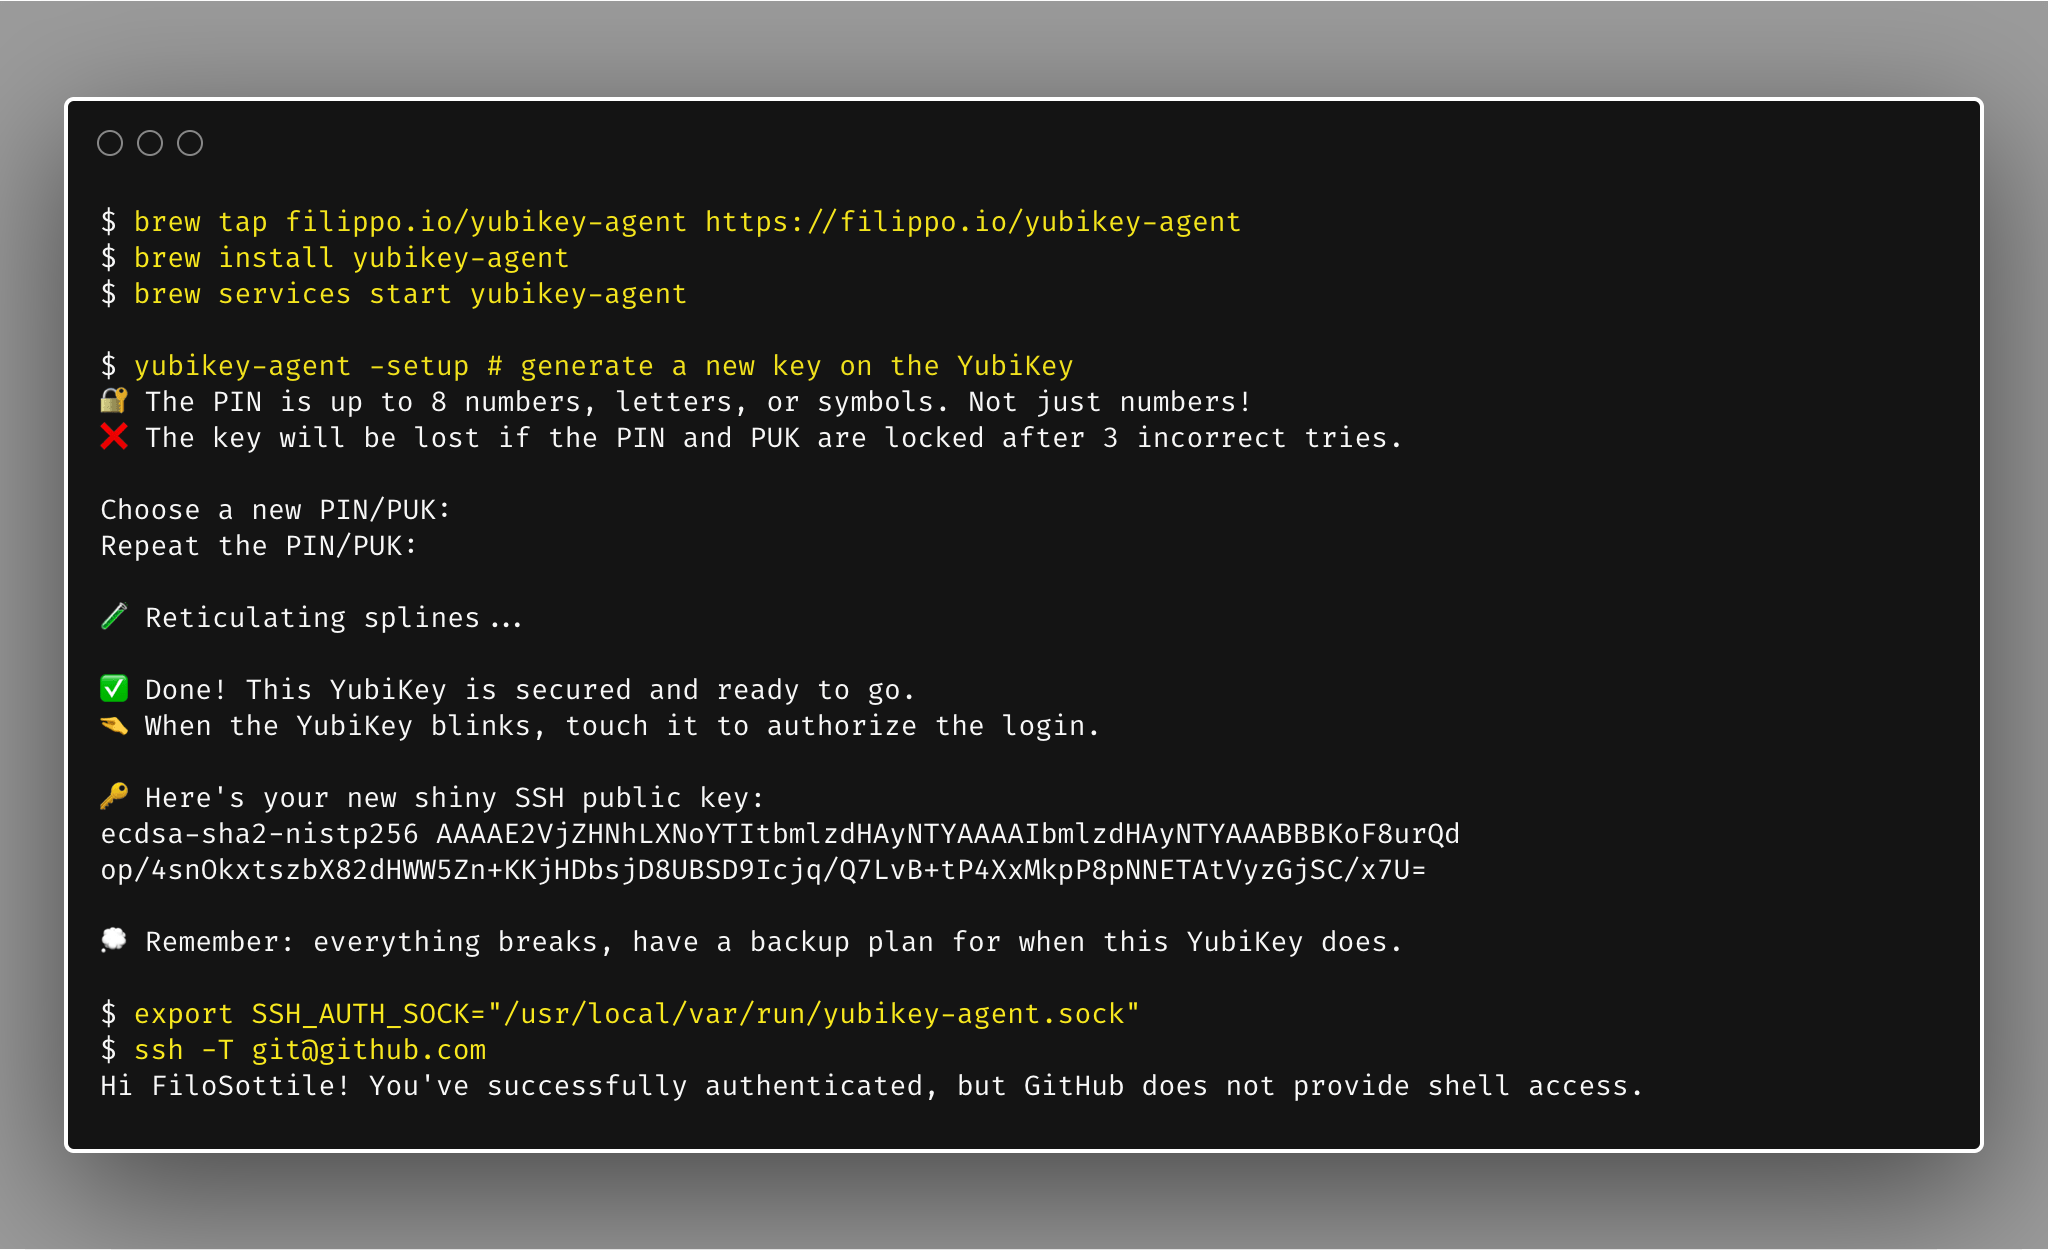 $ brew tap filippo.io/yubikey-agent https://filippo.io/yubikey-agent
$ brew install yubikey-agent
$ brew services start yubikey-agent
$ yubikey-agent -setup # generate a new key on the YubiKey
🔐 The PIN is up to 8 numbers, letters, or symbols. Not just numbers!
❌ The key will be lost if the PIN and PUK are locked after 3 incorrect tries.
Choose a new PIN/PUK:
Repeat the PIN/PUK:
🧪 Reticulating splines...
✅ Done! This YubiKey is secured and ready to go.
🤏 When the YubiKey blinks, touch it to authorize the login.
🔑 Here's your new shiny SSH public key:
ecdsa-sha2-nistp256 AAAAE2VjZHNhLXNoYTItbmlzdHAyNTYAAAAIbmlzdHAyNTYAAABBBBKoF8urQd
op/4snOkxtszbX82dHWW5Zn+KKjHDbsjD8UBSD9Icjq/Q7LvB+tP4XxMkpP8pNNETAtVyzGjSC/x7U=
💭 Remember: everything breaks, have a backup plan for when this YubiKey does.
$ export SSH_AUTH_SOCK="/usr/local/var/run/yubikey-agent.sock"
$ ssh -T git@github.com
Hi FiloSottile! You've successfully authenticated, but GitHub does not provide shell access.